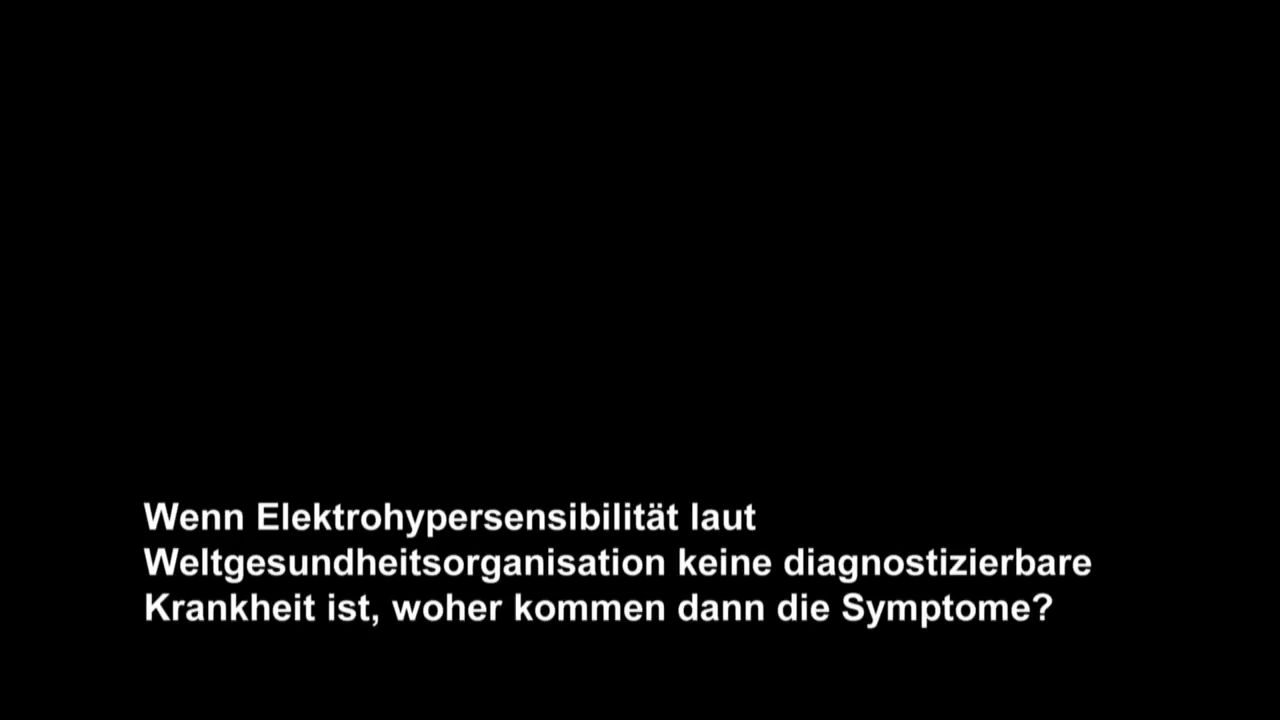 Wenn Elektrohypersensibilität laut
Weltgesundheitsorganisation keine diagnostizierbare
Krankheit ist, woher kommen dann die Symptome?